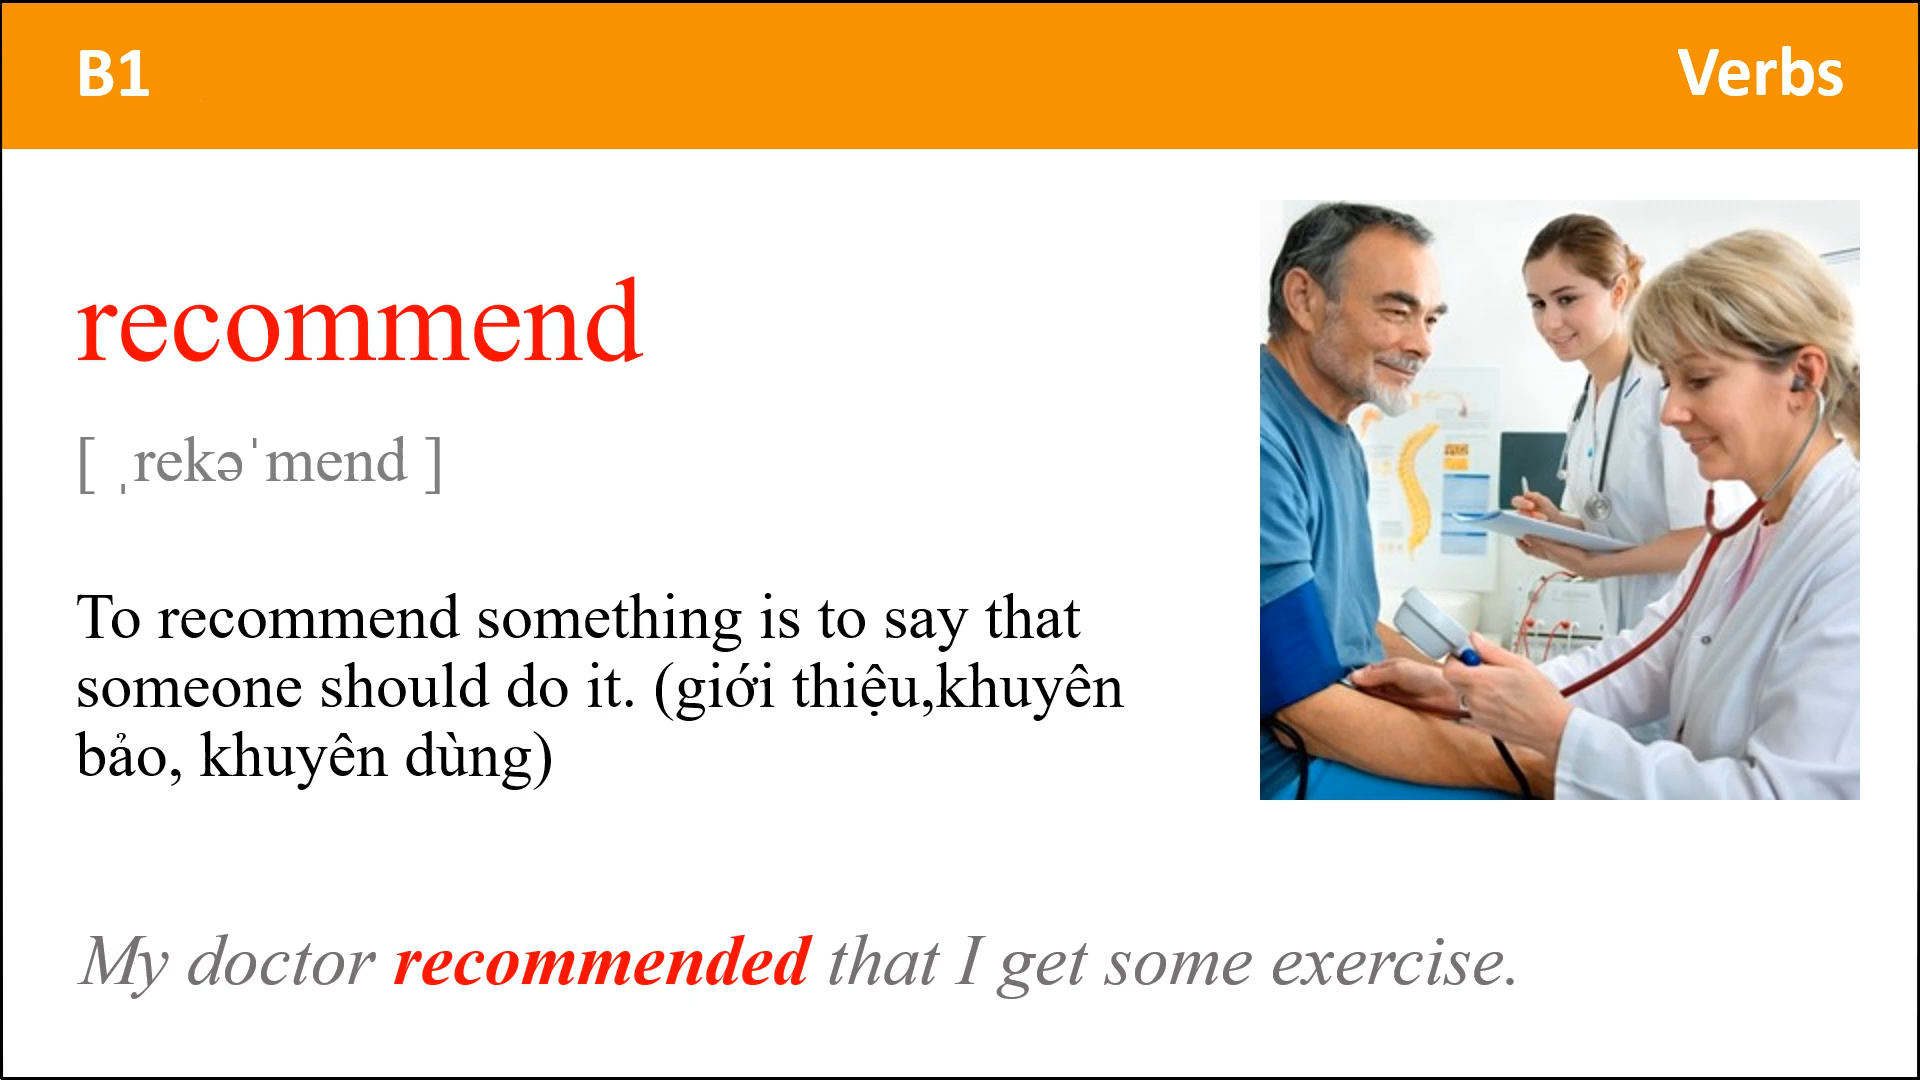 B1
Verbs
recommend
[ ˌrekəˈmend ]
To recommend something is to say that
someone should do it. (giới thiệu,khuyên
bảo, khuyên dùng)
My doctor recommended that I get some exercise.